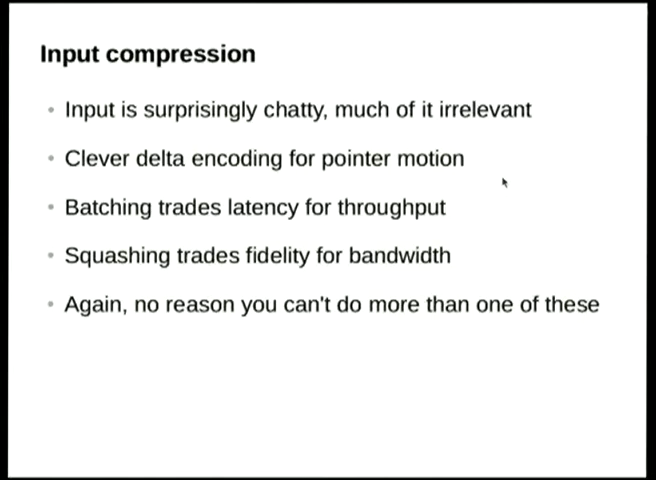 Input compression
Input is surprisingly chatty, much of it irrelevant
Clever delta encoding for pointer motion
Batching trades latency for throughput
Squashing trades fidelity for bandwidth
Again, no reason you can't do more than one of these